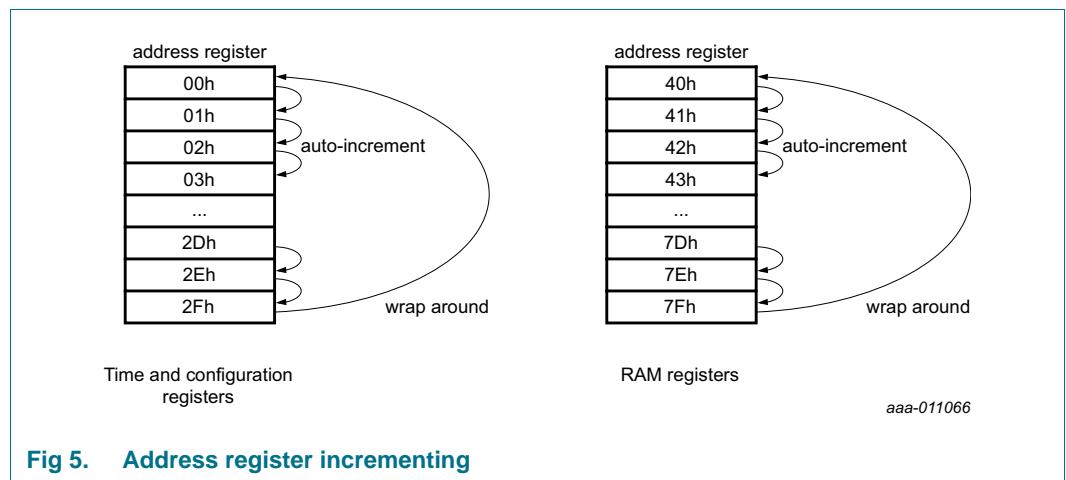 address register
00h
01h
02h
auto-increment
03h
...
2Dh
2Eh
2Fh
wrap around
Time and configuration
registers
address register
40h
41h
42h
auto-increment
43h
...
7Dh
7Eh
7Fh
wrap around
RAM registers
aaa-011066
Fig 5. Address register incrementing